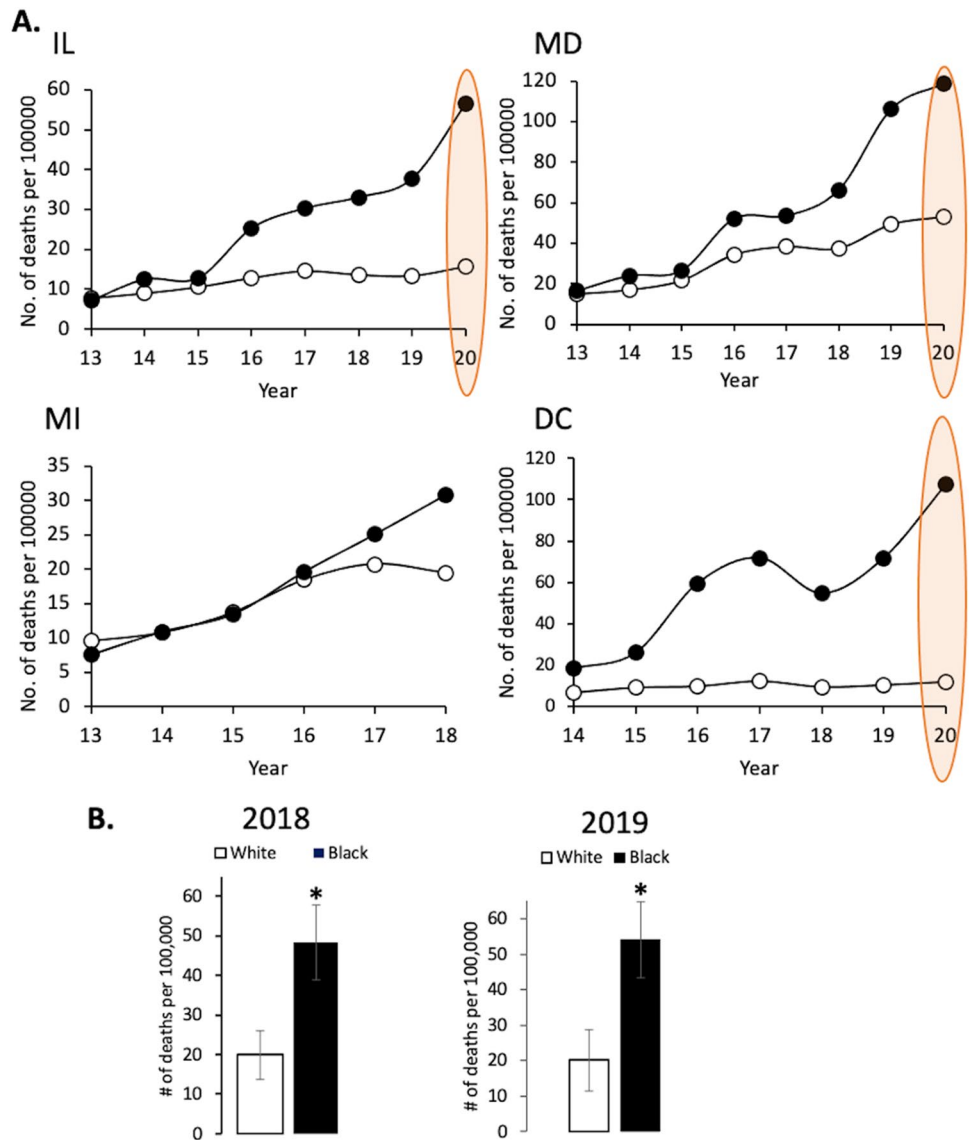 A.
IL
No. of deaths per 100000
60
50
40
30
20
10
0
13 14 15 16 17 18 19 20
Year
MD
No. of deaths per 100000
120
100
80
60
40
20
0
13 14 15 16 17 18 19 20
Year
MI
No. of deaths per 100000
35
30
25
20
15
10
5
0
13 14 15 16 17 18
Year
DC
No. of deaths per 100000
120
100
80
60
40
20
0
14 15 16 17 18 19 20
Year
B.
2018
White Black
# of deaths per 100,000
60
50
40
30
20
10
0
*
2019
White Black
# of deaths per 100,000
60
50
40
30
20
10
0
*